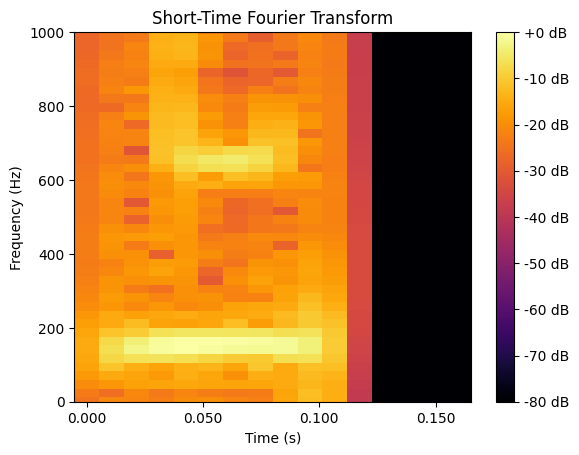 Short-Time Fourier Transform
1000
800
600
400
200
0
Frequency (Hz)
0.000
0.050
0.100
0.150
Time (s)
+0 dB
-10 dB
-20 dB
-30 dB
-40 dB
-50 dB
-60 dB
-70 dB
-80 dB